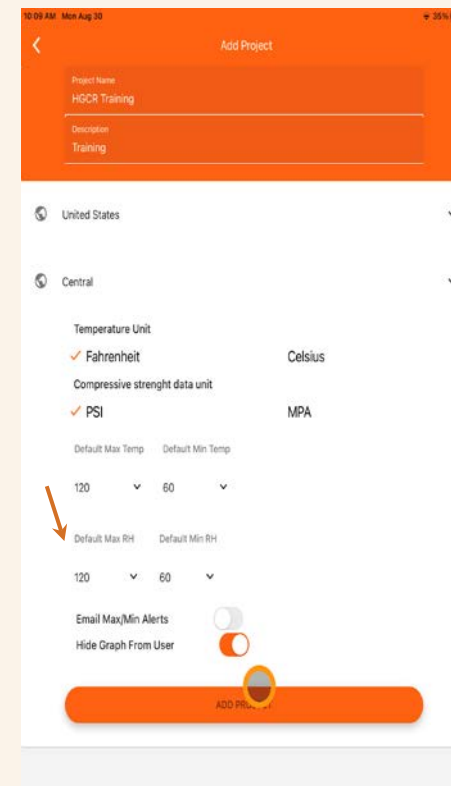 10:09 AM Mon Aug 30 35%
Add Project
Project Name
HGCR Training
Description
Training
United States
Central
Temperature Unit
✓ Fahrenheit Celsius
Compressive strenght data unit
✓ PSI MPA
Default Max Temp Default Min Temp
120 60
Default Max RH Default Min RH
120 60
Email Max/Min Alerts
Hide Graph From User
ADD